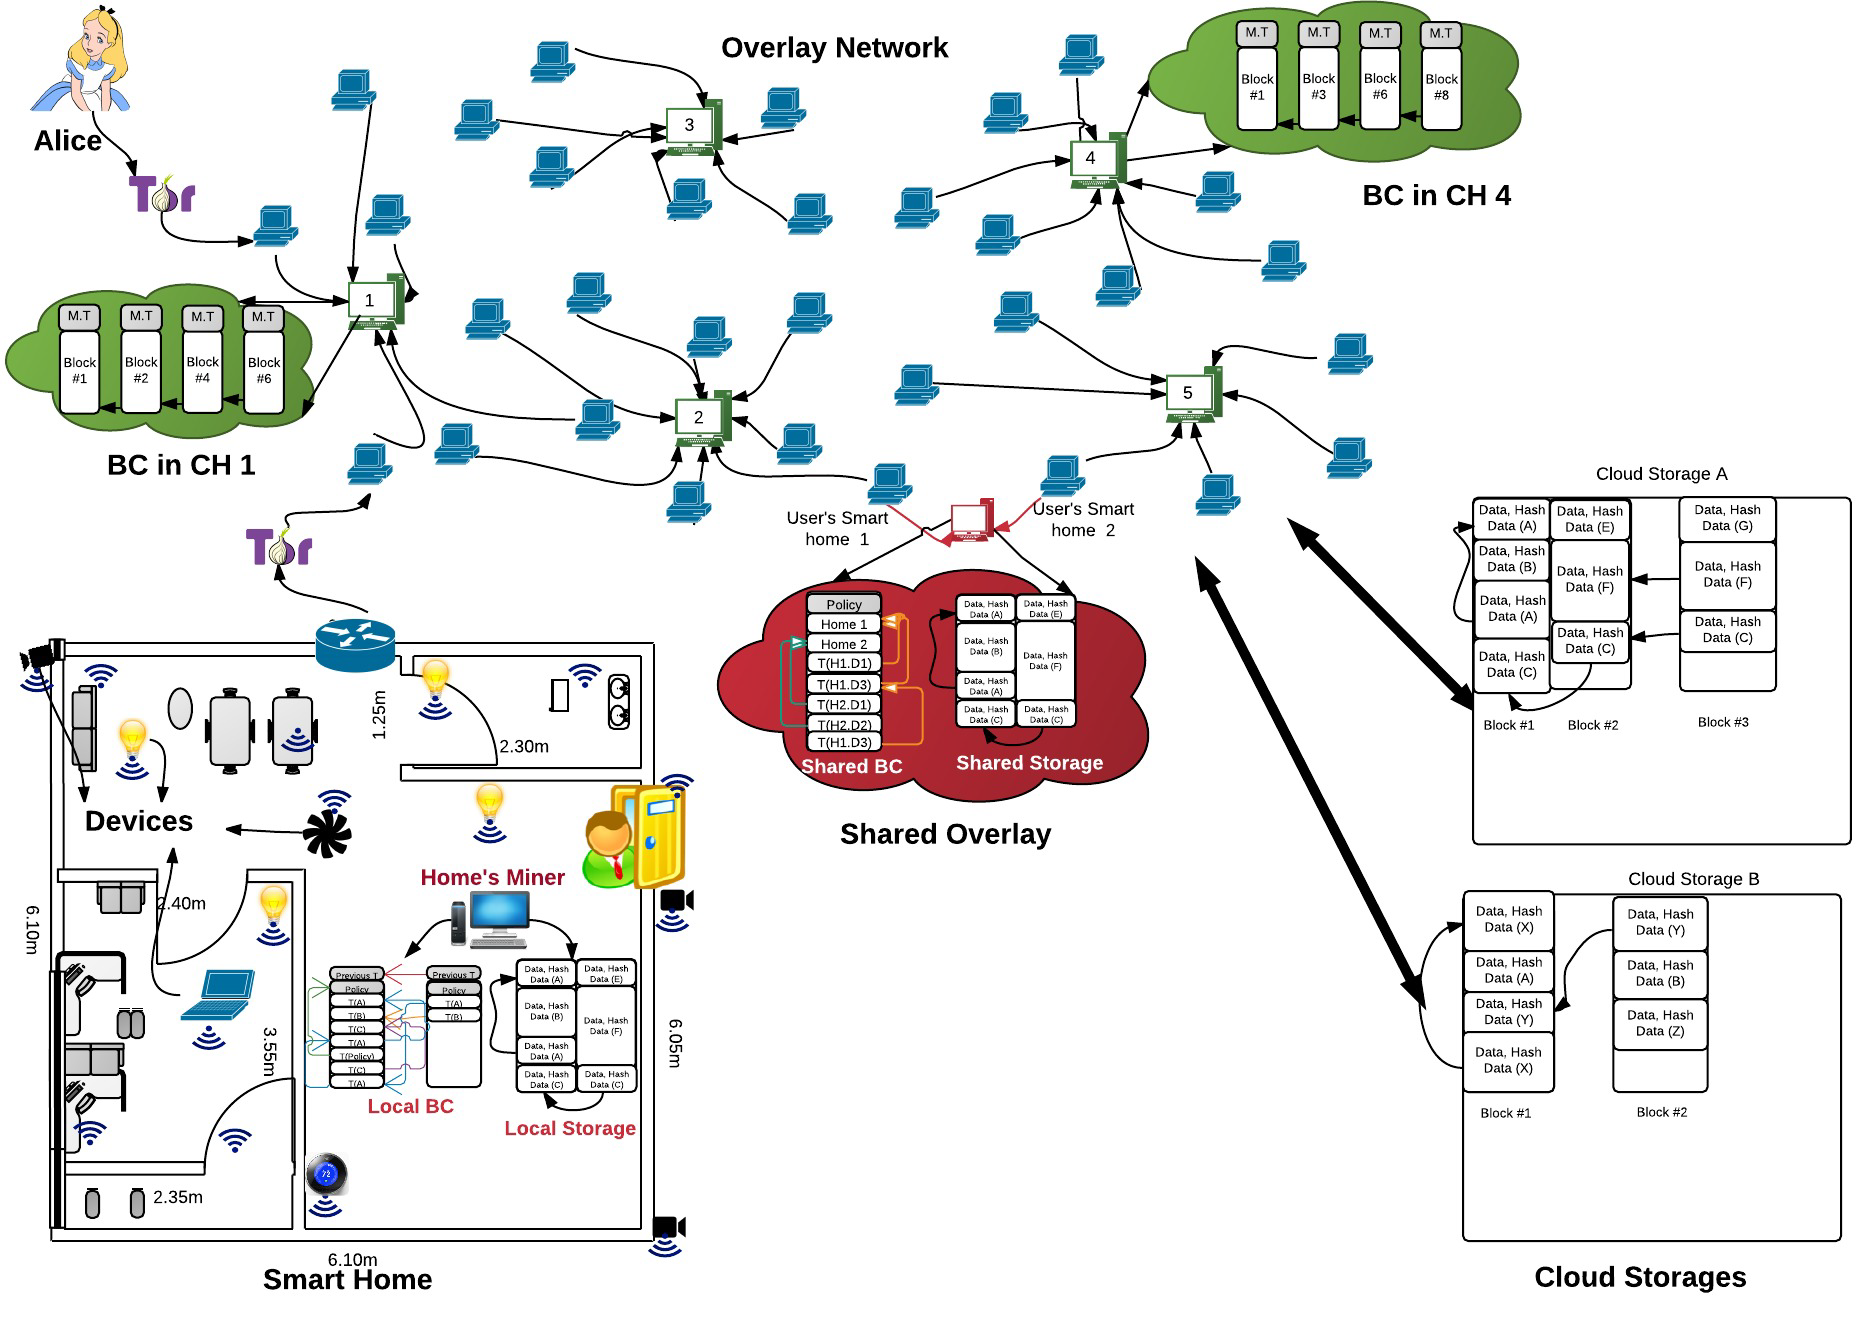 Overlay Network
Alice
Tor
3
4
M.T
M.T
M.T
M.T
Block
#1
Block
#3
Block
#6
Block
#8
BC in CH 4
1
M.T
M.T
M.T
M.T
Block
#1
Block
#2
Block
#4
Block
#6
BC in CH 1
2
5
Tor
User's Smart
home 1
User's Smart
home 2
Policy
Home 1
Home 2
T(H1.D1)
T(H1.D3)
T(H2.D1)
T(H2.D2)
T(H1.D3)
Shared BC
Data, Hash
Data (A)
Data, Hash
Data (B)
Data, Hash
Data (A)
Data, Hash
Data (C)
Data, Hash
Data (E)
Data, Hash
Data (F)
Data, Hash
Data (C)
Shared Storage
Shared Overlay
Cloud Storage A
Data, Hash
Data (A)
Data, Hash
Data (B)
Data, Hash
Data (A)
Data, Hash
Data (C)
Block #1
Data, Hash
Data (E)
Data, Hash
Data (F)
Data, Hash
Data (C)
Block #2
Data, Hash
Data (G)
Data, Hash
Data (F)
Data, Hash
Data (C)
Block #3
Cloud Storage B
Data, Hash
Data (X)
Data, Hash
Data (A)
Data, Hash
Data (Y)
Data, Hash
Data (X)
Block #1
Data, Hash
Data (Y)
Data, Hash
Data (B)
Data, Hash
Data (Z)
Block #2
Cloud Storages
1.25m
2.30m
Devices
2.40m
6.10m
3.55m
6.05m
2.35m
6.10m
72
Home's Miner
Previous T
Policy
T(A)
T(B)
T(C)
T(A)
T(Policy)
T(C)
T(A)
Previous T
Policy
T(A)
T(B)
Local BC
Data, Hash
Data (A)
Data, Hash
Data (B)
Data, Hash
Data (A)
Data, Hash
Data (C)
Data, Hash
Data (E)
Data, Hash
Data (F)
Data, Hash
Data (C)
Local Storage
Smart Home